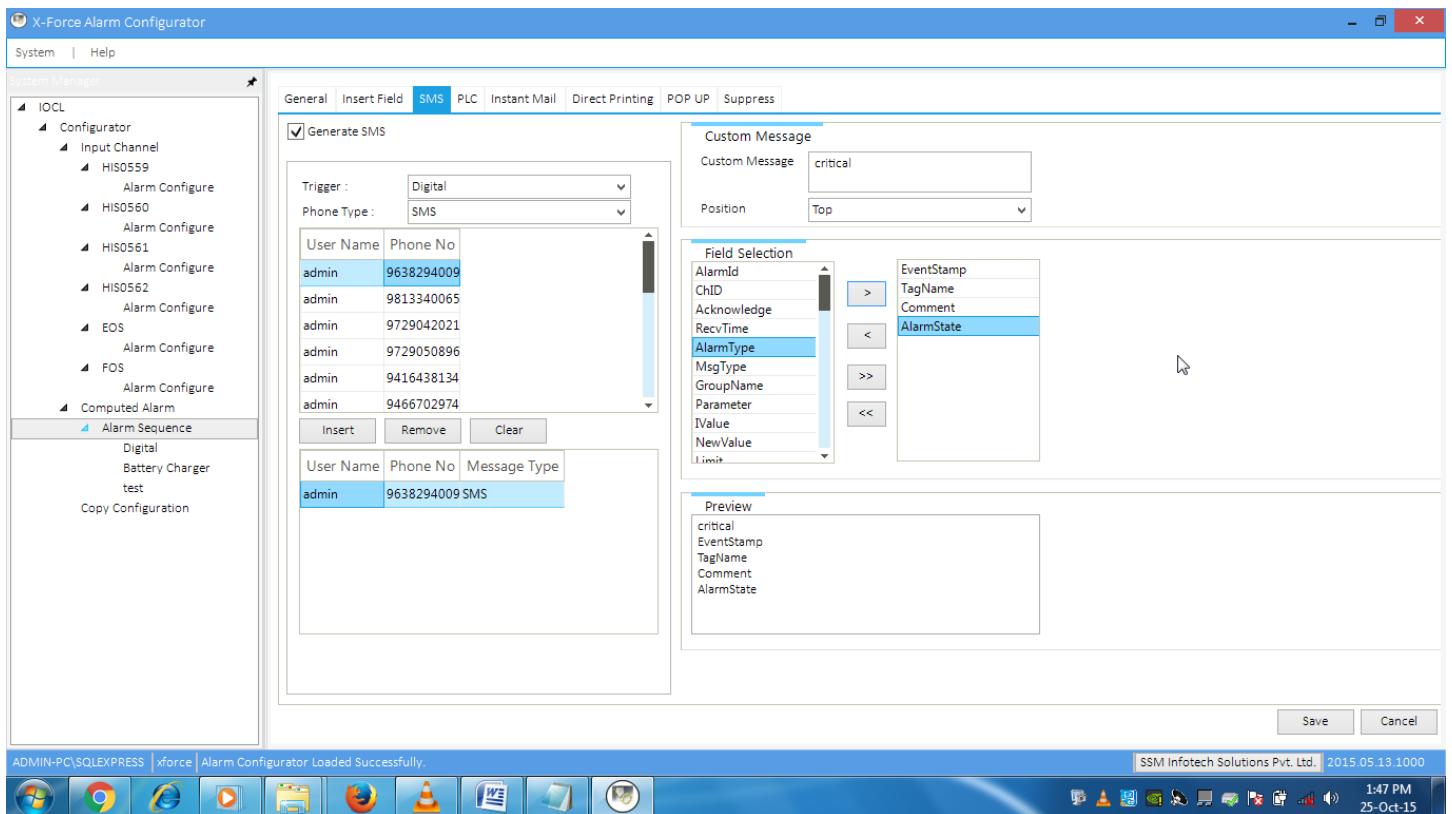 X-Force Alarm Configurator
System | Help
System Manager
IOCL
Configurator
Input Channel
HIS0559
Alarm Configure
HIS0560
Alarm Configure
HIS0561
Alarm Configure
HIS0562
Alarm Configure
EOS
Alarm Configure
FOS
Alarm Configure
Computed Alarm
Alarm Sequence
Digital
Battery Charger
test
Copy Configuration
General Insert Field SMS PLC Instant Mail Direct Printing POP UP Suppress
Generate SMS
Trigger : Digital
Phone Type : SMS
User Name Phone No
admin 9638294009
admin 9813340065
admin 9729042021
admin 9729050896
admin 9416438134
admin 9466702974
Insert Remove Clear
User Name Phone No Message Type
admin 9638294009 SMS
Custom Message
Custom Message critical
Position Top
Field Selection
AlarmId
ChID
Acknowledge
RecvTime
AlarmType
MsgType
GroupName
Parameter
IValue
NewValue
Limit
>
<
>>
<<
EventStamp
TagName
Comment
AlarmState
Preview
critical
EventStamp
TagName
Comment
AlarmState
Save Cancel
ADMIN-PC\SQLEXPRESS xforce Alarm Configurator Loaded Successfully. SSM Infotech Solutions Pvt. Ltd. 2015.05.13.1000
1:47 PM
25-Oct-15